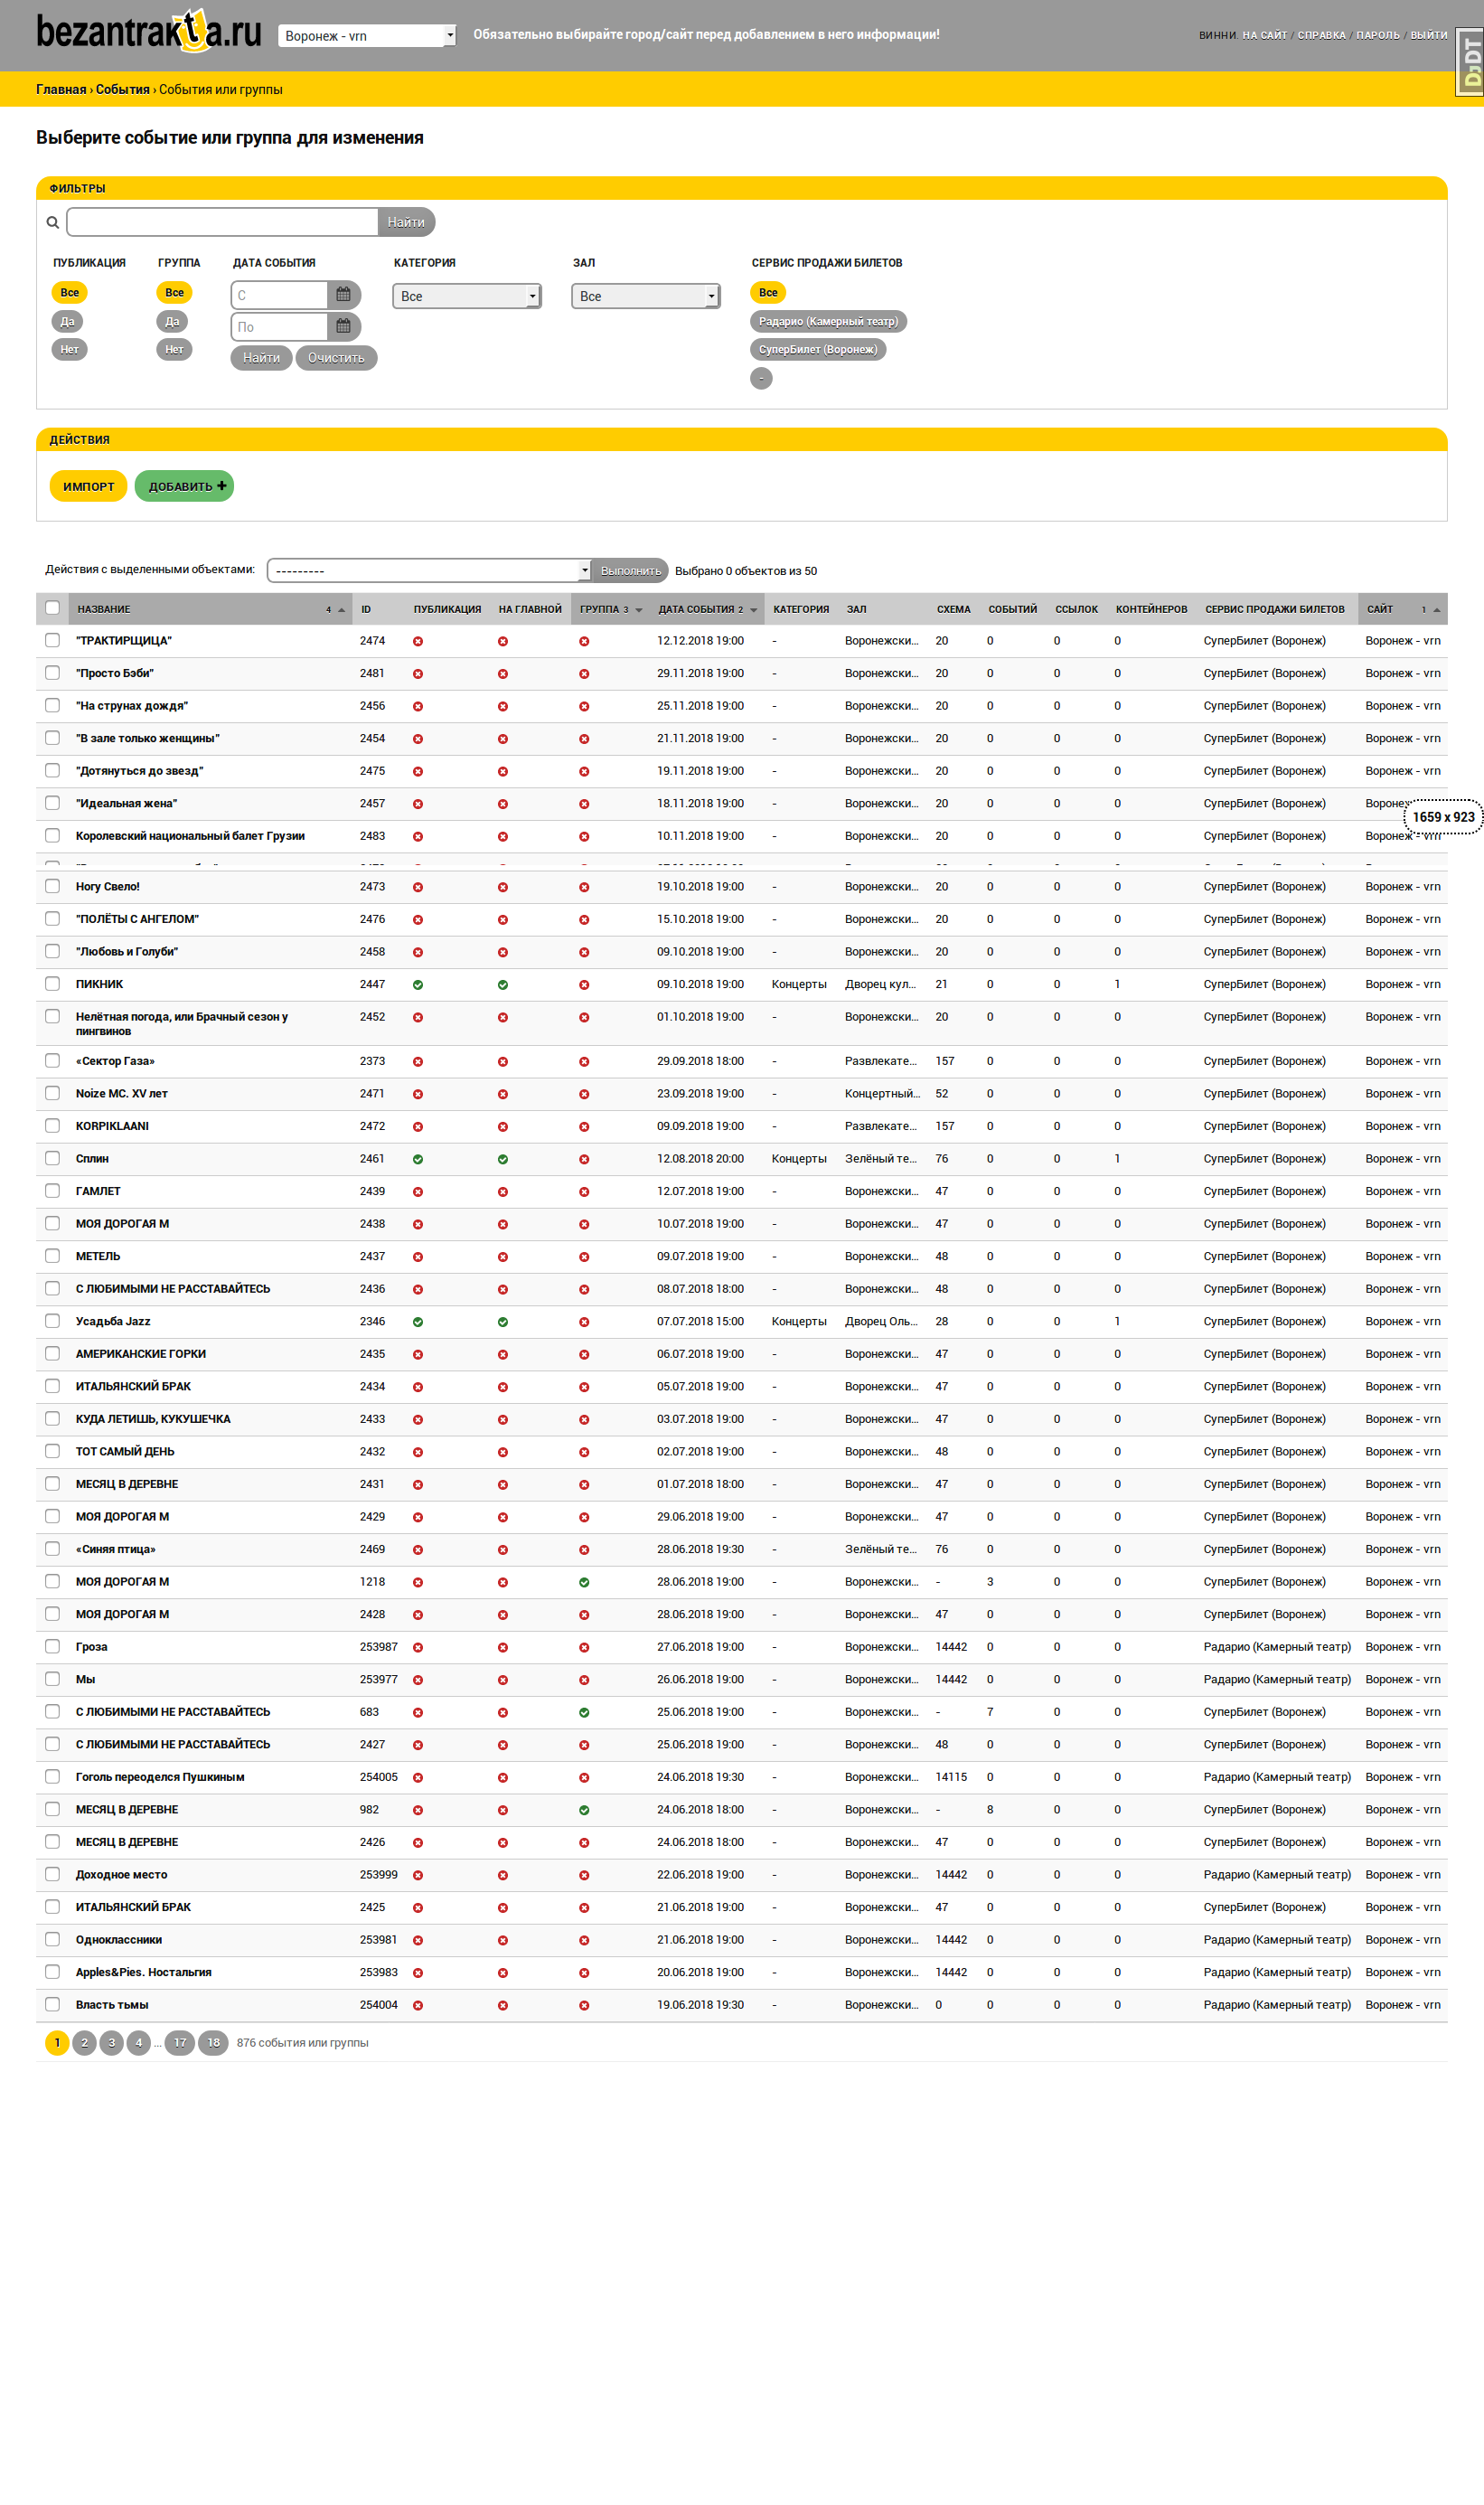 bezantrakta.ru Воронеж - vrn Обязательно выбирайте город/сайт перед добавлением в него информации! ВИННИ НА САЙТ / СПРАВКА / ПАРОЛЬ / ВЫЙТИ
DJDT
Главная › События › События или группы
Выберите событие или группа для изменения
ФИЛЬТРЫ
Найти
ПУБЛИКАЦИЯ ГРУППА ДАТА СОБЫТИЯ КАТЕГОРИЯ ЗАЛ СЕРВИС ПРОДАЖИ БИЛЕТОВ
Все Все С Все Все Все
Да Да По Радарио (Камерный театр)
Нет Нет Найти Очистить СуперБилет (Воронеж)
-
ДЕЙСТВИЯ
ИМПОРТ ДОБАВИТЬ
Действия с выделенными объектами: --------- Выполнить Выбрано 0 объектов из 50
НАЗВАНИЕ 4 ID ПУБЛИКАЦИЯ НА ГЛАВНОЙ ГРУППА 3 ДАТА СОБЫТИЯ 2 КАТЕГОРИЯ ЗАЛ СХЕМА СОБЫТИЙ ССЫЛОК КОНТЕЙНЕРОВ СЕРВИС ПРОДАЖИ БИЛЕТОВ САЙТ 1
"ТРАКТИРЩИЦА" 2474 12.12.2018 19:00 - Воронежски... 20 0 0 0 СуперБилет (Воронеж) Воронеж - vrn
"Просто Бэби" 2481 29.11.2018 19:00 - Воронежски... 20 0 0 0 СуперБилет (Воронеж) Воронеж - vrn
"На струнах дождя" 2456 25.11.2018 19:00 - Воронежски... 20 0 0 0 СуперБилет (Воронеж) Воронеж - vrn
"В зале только женщины" 2454 21.11.2018 19:00 - Воронежски... 20 0 0 0 СуперБилет (Воронеж) Воронеж - vrn
"Дотянуться до звезд" 2475 19.11.2018 19:00 - Воронежски... 20 0 0 0 СуперБилет (Воронеж) Воронеж - vrn
"Идеальная жена" 2457 18.11.2018 19:00 - Воронежски... 20 0 0 0 СуперБилет (Воронеж)
1659 x 923
Королевский национальный балет Грузии 2483 10.11.2018 19:00 - Воронежски... 20 0 0 0 СуперБилет (Воронеж) Воронеж - vrn
Ногу Свело! 2473 19.10.2018 19:00 - Воронежски... 20 0 0 0 СуперБилет (Воронеж) Воронеж - vrn
"ПОЛЁТЫ С АНГЕЛОМ" 2476 15.10.2018 19:00 - Воронежски... 20 0 0 0 СуперБилет (Воронеж) Воронеж - vrn
"Любовь и Голуби" 2458 09.10.2018 19:00 - Воронежски... 20 0 0 0 СуперБилет (Воронеж) Воронеж - vrn
ПИКНИК 2447 09.10.2018 19:00 Концерты Дворец кул... 21 0 0 1 СуперБилет (Воронеж) Воронеж - vrn
Нелётная погода, или Брачный сезон у 2452 01.10.2018 19:00 - Воронежски... 20 0 0 0 СуперБилет (Воронеж) Воронеж - vrn
пингвинов
«Сектор Газа» 2373 29.09.2018 18:00 - Развлекате... 157 0 0 0 СуперБилет (Воронеж) Воронеж - vrn
Noize MC. XV лет 2471 23.09.2018 19:00 - Концертный... 52 0 0 0 СуперБилет (Воронеж) Воронеж - vrn
KORPIKLAANI 2472 09.09.2018 19:00 - Развлекате... 157 0 0 0 СуперБилет (Воронеж) Воронеж - vrn
Сплин 2461 12.08.2018 20:00 Концерты Зелёный те... 76 0 0 1 СуперБилет (Воронеж) Воронеж - vrn
ГАМЛЕТ 2439 12.07.2018 19:00 - Воронежски... 47 0 0 0 СуперБилет (Воронеж) Воронеж - vrn
МОЯ ДОРОГАЯ М 2438 10.07.2018 19:00 - Воронежски... 47 0 0 0 СуперБилет (Воронеж) Воронеж - vrn
МЕТЕЛЬ 2437 09.07.2018 19:00 - Воронежски... 48 0 0 0 СуперБилет (Воронеж) Воронеж - vrn
С ЛЮБИМЫМИ НЕ РАССТАВАЙТЕСЬ 2436 08.07.2018 18:00 - Воронежски... 48 0 0 0 СуперБилет (Воронеж) Воронеж - vrn
Усадьба Jazz 2346 07.07.2018 15:00 Концерты Дворец Оль... 28 0 0 1 СуперБилет (Воронеж) Воронеж - vrn
АМЕРИКАНСКИЕ ГОРКИ 2435 06.07.2018 19:00 - Воронежски... 47 0 0 0 СуперБилет (Воронеж) Воронеж - vrn
ИТАЛЬЯНСКИЙ БРАК 2434 05.07.2018 19:00 - Воронежски... 47 0 0 0 СуперБилет (Воронеж) Воронеж - vrn
КУДА ЛЕТИШЬ, КУКУШЕЧКА 2433 03.07.2018 19:00 - Воронежски... 47 0 0 0 СуперБилет (Воронеж) Воронеж - vrn
ТОТ САМЫЙ ДЕНЬ 2432 02.07.2018 19:00 - Воронежски... 48 0 0 0 СуперБилет (Воронеж) Воронеж - vrn
МЕСЯЦ В ДЕРЕВНЕ 2431 01.07.2018 18:00 - Воронежски... 47 0 0 0 СуперБилет (Воронеж) Воронеж - vrn
МОЯ ДОРОГАЯ М 2429 29.06.2018 19:00 - Воронежски... 47 0 0 0 СуперБилет (Воронеж) Воронеж - vrn
«Синяя птица» 2469 28.06.2018 19:30 - Зелёный те... 76 0 0 0 СуперБилет (Воронеж) Воронеж - vrn
МОЯ ДОРОГАЯ М 1218 28.06.2018 19:00 - Воронежски... - 3 0 0 СуперБилет (Воронеж) Воронеж - vrn
МОЯ ДОРОГАЯ М 2428 28.06.2018 19:00 - Воронежски... 47 0 0 0 СуперБилет (Воронеж) Воронеж - vrn
Гроза 253987 27.06.2018 19:00 - Воронежски... 14442 0 0 0 Радарио (Камерный театр) Воронеж - vrn
Мы 253977 26.06.2018 19:00 - Воронежски... 14442 0 0 0 Радарио (Камерный театр) Воронеж - vrn
С ЛЮБИМЫМИ НЕ РАССТАВАЙТЕСЬ 683 25.06.2018 19:00 - Воронежски... - 7 0 0 СуперБилет (Воронеж) Воронеж - vrn
С ЛЮБИМЫМИ НЕ РАССТАВАЙТЕСЬ 2427 25.06.2018 19:00 - Воронежски... 48 0 0 0 СуперБилет (Воронеж) Воронеж - vrn
Гоголь переоделся Пушкиным 254005 24.06.2018 19:30 - Воронежски... 14115 0 0 0 Радарио (Камерный театр) Воронеж - vrn
МЕСЯЦ В ДЕРЕВНЕ 982 24.06.2018 18:00 - Воронежски... - 8 0 0 СуперБилет (Воронеж) Воронеж - vrn
МЕСЯЦ В ДЕРЕВНЕ 2426 24.06.2018 18:00 - Воронежски... 47 0 0 0 СуперБилет (Воронеж) Воронеж - vrn
Доходное место 253999 22.06.2018 19:00 - Воронежски... 14442 0 0 0 Радарио (Камерный театр) Воронеж - vrn
ИТАЛЬЯНСКИЙ БРАК 2425 21.06.2018 19:00 - Воронежски... 47 0 0 0 СуперБилет (Воронеж) Воронеж - vrn
Одноклассники 253981 21.06.2018 19:00 - Воронежски... 14442 0 0 0 Радарио (Камерный театр) Воронеж - vrn
Apples&Pies. Ностальгия 253983 20.06.2018 19:00 - Воронежски... 14442 0 0 0 Радарио (Камерный театр) Воронеж - vrn
Власть тьмы 254004 19.06.2018 19:30 - Воронежски... 0 0 0 0 Радарио (Камерный театр) Воронеж - vrn
1 2 3 4 ... 17 18 876 события или группы